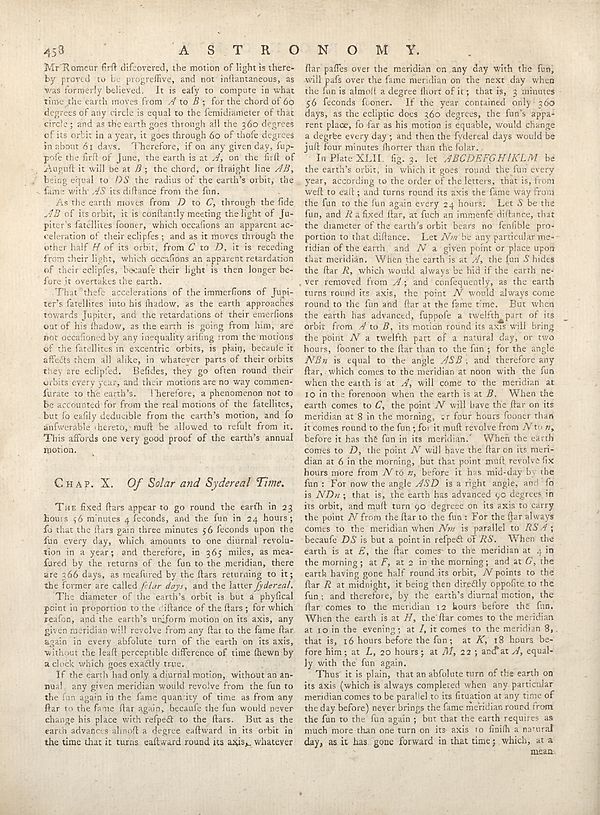 458
ASTRONOMY.
Mr Romeur firſt diſcovered, the motion of light is there-
by proved to be progreſſive, and not inſtantaneous, as
was formerly believed. It is eaſy to compute in what
time the earth moves from A to B; for the chord of 60
degrees of any circle is equal to the ſemidiameter of that
circle; and as the earth goes through all the 360 degrees
of its orbit in a year, it goes through 60 of thoſe degrees
in about 61 days. Therefore, if on any given day, ſup-
poſe the firſt of June, the earth is at A, on the firſt of
Auguſt it will be at B; the chord, or ſtraight line AB,
being equal to DS the radius of the earth's orbit, the
ſame with AS its diſtance from the ſun.
As the earth moves from D to C, through the ſide
AB of its orbit, it is conſtantly meeting the light of Ju-
piter's ſatellites ſooner, which occaſions an apparent ac-
celeration of their eclipſes; and as it moves through the
other half H of its orbit, from C to D, it is receding
from their light, which occaſions an apparent retardation
of their eclipſes, becauſe their light is then longer be-
fore it overtakes the earth.
That theſe accelerations of the immerſions of Jupi-
ter's ſatellites into his ſhadow, as the earth approaches
towards Jupiter, and the retardations of their emerſions
out of his ſhadow, as the earth is going from him, are
not occaſioned by any inequality ariſing from the motions
of the ſatellites in excentric orbits, is plain, becauſe it
affects them all alike, in whatever parts of their orbits
they are eclipſed. Beſides, they go often round their
orbits every year, and their motions are no way commen-
ſurate to the earth's. Therefore, a phenomenon not to
be accounted for from the real motions of the ſatellites,
but ſo eaſily deducible from the earth's motion, and ſo
anſwerable thereto, muſt be allowed to reſult from it.
This affords one very good proof of the earth's annual
motion.
CHAP. X. Of Solar and Sydereal Time.
THE fixed ſtars appear to go round the earth in 23
hours 56 minutes 4 ſeconds, and the ſun in 24 hours;
ſo that the ſtars gain three minutes 56 ſeconds upon the
ſun every day, which amounts to one diurnal revolu-
tion in a year; and therefore, in 365 miles, as mea-
ſured by the returns of the ſun to the meridian, there
are 366 days, as meaſured by the ſtars returning to it;
the former are called ſolar days, and the latter ſydereal.
The diameter of the earth's orbit is but a phyſical
point in proportion to the diſtance of the ſtars; for which
reaſon, and the earth's uniform motion on its axis, any
given meridian will revolve from any ſtar to the ſame ſtar
again in every abſolute turn of the earth on its axis,
without the leaſt perceptible difference of time ſhewn by
a clock which goes exactly true.
If the earth had only a diurnal motion, without an an-
nual, any given meridian would revolve from the ſun to
the ſun again in the ſame quantity of time as from any
ſtar to the ſame ſtar again, becauſe the ſun would never
change his place with reſpect to the ſtars. But as the
earth advances almoſt a degree eaſtward in its orbit in
the time that it turns eaſtward round its axis, whatever
ſtar paſſes over the meridian on any day with the ſun,
will paſs over the ſame meridian on the next day when
the ſun is almoſt a degree ſhort of it; that is, 3 minutes
56 ſeconds ſooner. If the year contained only 360
days, as the ecliptic does 360 degrees, the ſun's appa-
rent place, ſo far as his motion is equable, would change
a degree every day; and then the ſydereal days would be
juſt four minutes ſhorter than the ſolar.
In Plate XLII. fig. 3. let ABCDEFGHIKLM be
the earth's orbit, in which it goes round the ſun every
year, according to the order of the letters, that is, from
weſt to eaſt; and turns round its axis the ſame way from
the ſun to the ſun again every 24 hours. Let S be the
ſun, and R a fixed ſtar, at ſuch an immenſe diſtance, that
the diameter of the earth's orbit bears no ſenſible pro-
portion to that diſtance. Let Nm be any particular me-
ridian of the earth and N a given point or place upon
that meridian. When the earth is at A, the ſun S hides
the ſtar R, which would always be hid if the earth ne-
ver removed from A; and conſequently, as the earth
turns round its axis, the point N would always come
round to the ſun and ſtar at the ſame time. But when
the earth has advanced, ſuppoſe a twelfth part of its
orbit from A to B, its motion round its axis will bring
the point N a twelfth part of a natural day, or two
hours, ſooner to the ſtar than to the ſun; for the angle
NBn is equal to the angle ASB; and therefore any
ſtar, which comes to the meridian at noon with the ſun
when the earth is at A, will come to the meridian at
10 in the forenoon when the earth is at B. When the
earth comes to C, the point N will have the ſtar on its
meridian at 8 in the morning, or four hours ſooner than
it comes round to the ſun; for it muſt revolve from N to n,
before it has the ſun in its meridian. When the earth
comes to D, the point N will have the ſtar on its meri-
dian at 6 in the morning, but that point muſt revolve ſix
hours more from N to n, before it has mid-day by the
ſun: For now the angle ASD is a right angle, and ſo
is NDn; that is, the earth has advanced 90 degrees in
its orbit, and muſt turn 90 degrees on its axis to carry
the point N from the ſtar to the ſun: For the ſtar always
comes to the meridian when Nm is parallel to RSA;
becauſe DS is but a point in reſpect of RS. When the
earth is at E, the ſtar comes to the meridian at 4 in
the morning; at F, at 2 in the morning; and at G, the
earth having gone half round its orbit, N points to the
ſtar R at midnight, it being then directly oppoſite to the
ſun; and therefore, by the earth's diurnal motion, the
ſtar comes to the meridian 12 hours before the ſun.
When the earth is at H, the ſtar comes to the meridian
at 10 in the evening; at I, it comes to the meridian 8,
that is, 16 hours before the ſun; at K, 18 hours be-
fore him; at L, 20 hours; at M, 22; and at A, equal-
ly with the ſun again.
Thus it is plain, that an abſolute turn of the earth on
its axis (which is always completed when any particular
meridian comes to be parallel to its ſituation at any time of
the day before) never brings the ſame meridian round from
the ſun to the ſun again; but that the earth requires as
much more than one turn on its axis to finiſh a natural
day, as it has gone forward in that time; which, at a
mean